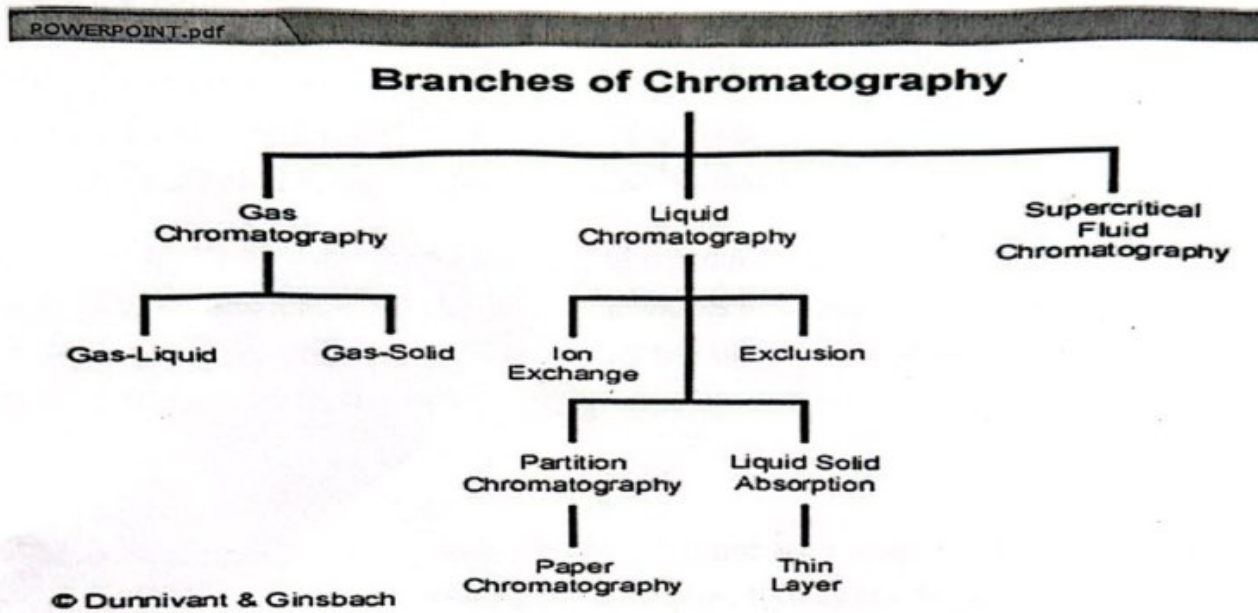 POWERPOINT.pdf
Branches of Chromatography
Gas
Chromatography
Liquid
Chromatography
Supercritical
Fluid
Chromatography
Gas-Liquid
Gas-Solid
Ion
Exchange
Exclusion
Partition
Chromatography
Liquid Solid
Absorption
Paper
Chromatography
Thin
Layer
© Dunnivant & Ginsbach